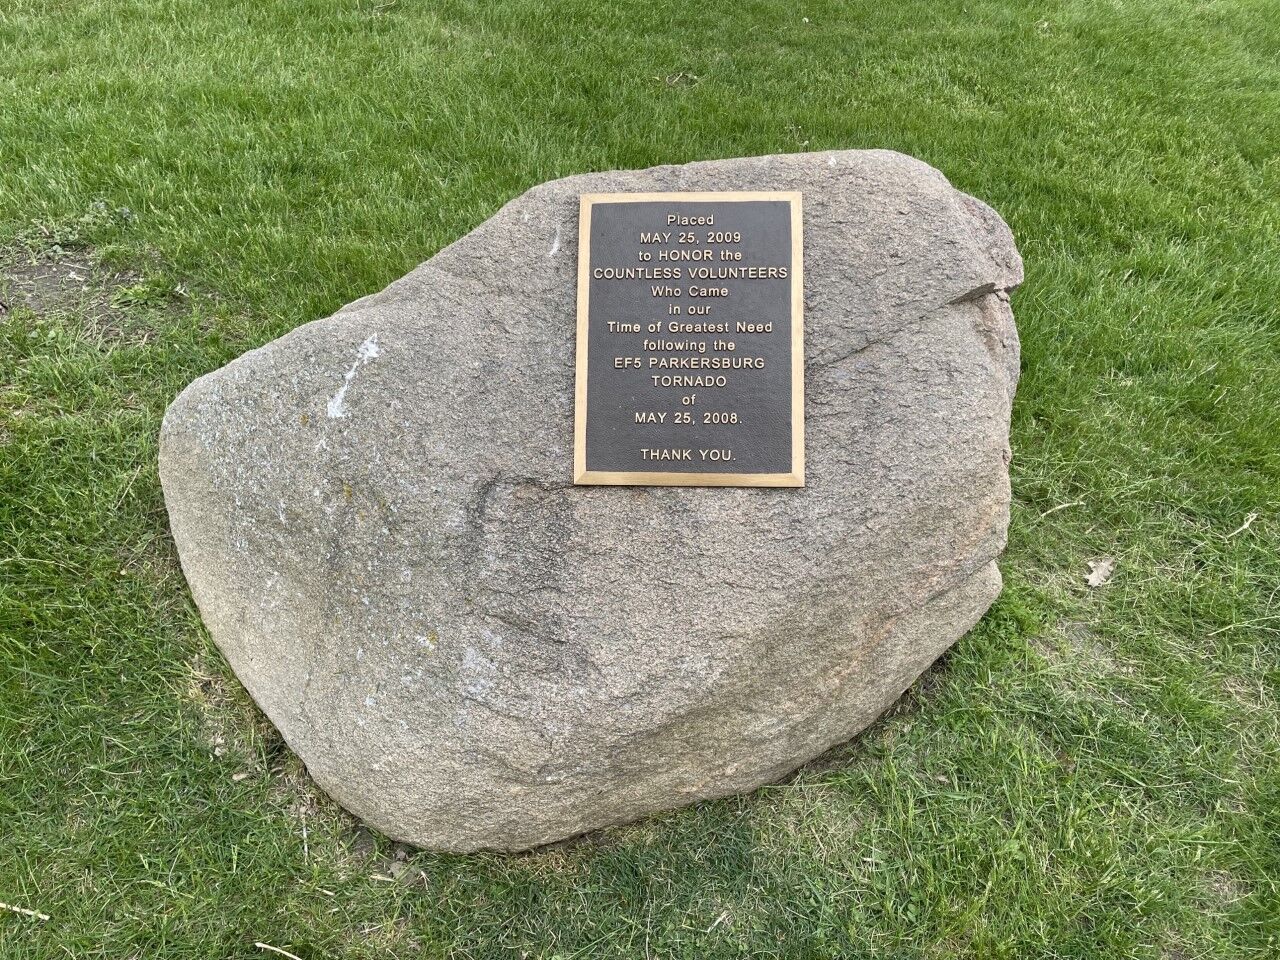 Placed
MAY 25, 2009
to HONOR the
COUNTLESS VOLUNTEERS
Who Came
in our
Time of Greatest Need
following the
EF5 PARKERSBURG
TORNADO
of
MAY 25, 2008.
THANK YOU.